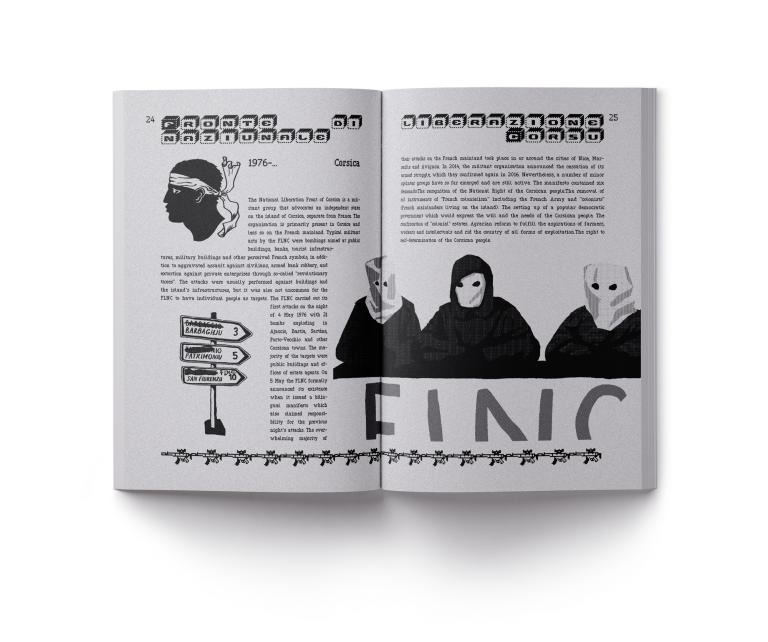 24
FRONTE DI
NAZIUNALE
1976–...
Corsica
The National Liberation Front of Corsica is a mili-
tant group that advocates an independent state
on the island of Corsica, separate from France. The
organization is primarily present in Corsica and
less so on the French mainland. Typical militant
acts by the FLNC were bombings aimed at public
buildings, banks, tourist infrastruc-
tures, military buildings and other perceived French symbols, in addi-
tion to aggravated assault against civilians, armed bank robbery, and
extortion against private enterprises through so-called "revolutionary
taxes". The attacks were usually performed against buildings and
the island's infrastructures, but it was also not uncommon for the
FLNC to have individual people as targets. The FLNC carried out its
first attacks on the night
of 4 May 1976 with 21
bombs exploding in
Ajaccio, Bastia, Sartène,
Porto-Vecchio and other
Corsican towns. The ma-
jority of the targets were
public buildings and of-
fices of estate agents. On
5 May the FLNC formally
announced its existence
when it issued a bilin-
gual manifesto which
also claimed responsi-
bility for the previous
night's attacks. The over-
whelming majority of
BARBAGGIO
BARBAGHJU 3
PATRIMONIU 5
SAN FIURENZU 10
LIBERAZIONE
CORSU
25
their attacks on the French mainland took place in or around the cities of Nice, Mar-
seille and Avignon. In 2014, the militant organisation announced the cessation of its
armed struggle, which they confirmed again in 2016. Nevertheless, a number of minor
splinter groups have so far emerged and are still active. The manifesto contained six
demands:The recognition of the National Right of the Corsican people.The removal of
all instruments of "French colonialism" including the French Army and "colonists"
(French mainlanders living on the island). The setting up of a popular democratic
government which would express the will and the needs of the Corsican people. The
confiscation of "colonial" estates. Agrarian reform to fulfill the aspirations of farmers,
workers and intellectuals and rid the country of all forms of exploitation.The right to
self-determination of the Corsican people.
FLNC